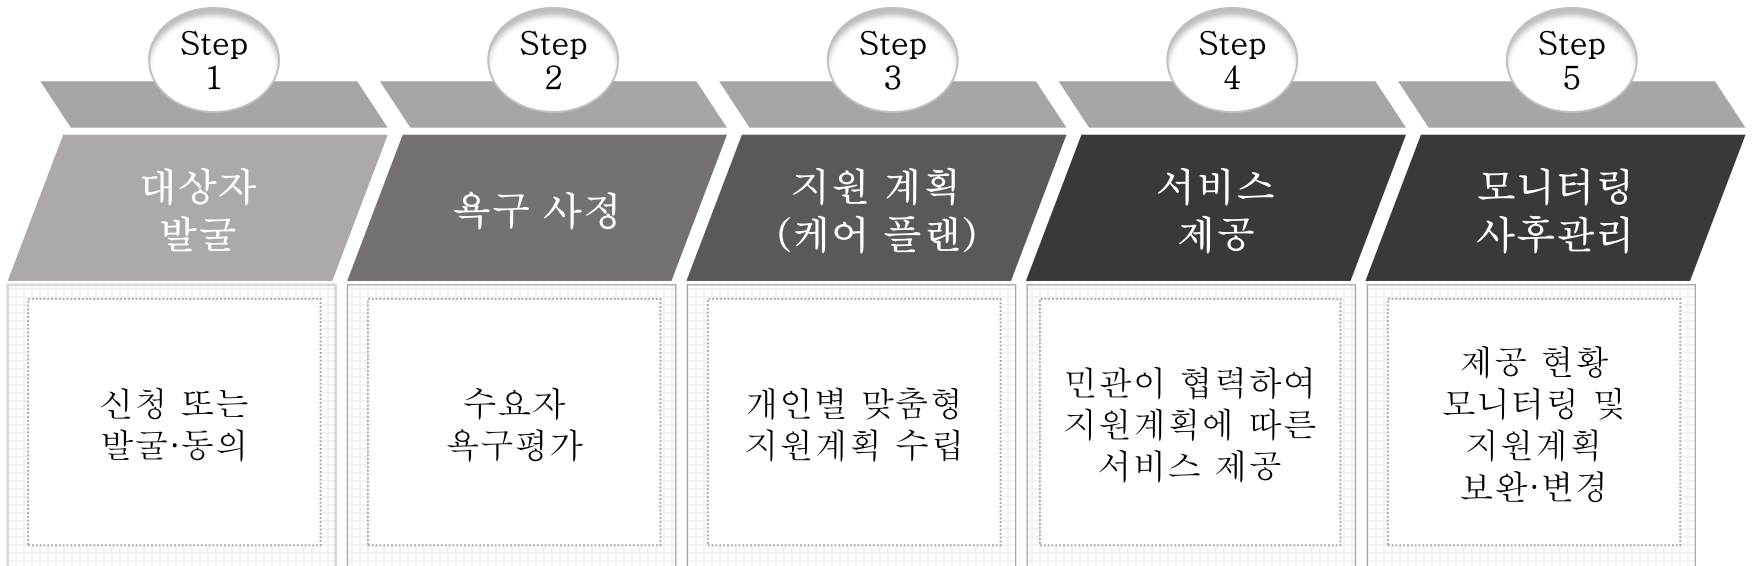 Step
1
Step
2
Step
3
Step
4
Step
5
대상자
발굴
욕구 사정
지원 계획
(케어 플랜)
서비스
제공
모니터링
사후관리
신청 또는
발굴·동의
수요자
욕구평가
개인별 맞춤형
지원계획 수립
민관이 협력하여
지원계획에 따른
서비스 제공
제공 현황
모니터링 및
지원계획
보완·변경